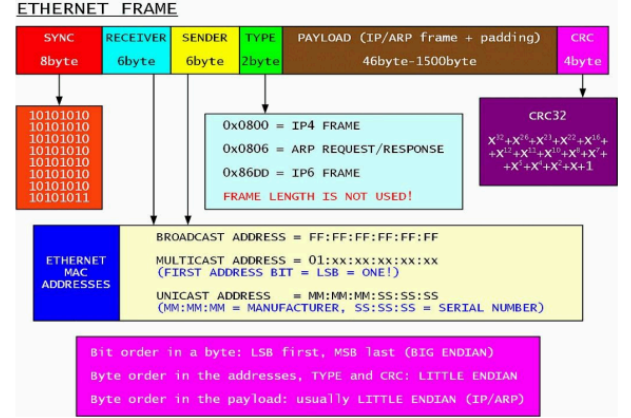 ETHERNET FRAME
SYNC RECEIVER SENDER TYPE PAYLOAD (IP/ARP frame + padding) CRC
8byte 6byte 6byte 2byte 46byte-1500byte 4byte
10101010
10101010
10101010
10101010
10101010
10101010
10101010
10101011
0x0800 = IP4 FRAME
0x0806 = ARP REQUEST/RESPONSE
0x86DD = IP6 FRAME
FRAME LENGTH IS NOT USED!
CRC32
X³²+X²⁶+X²³+X²²+X¹⁶+
+X¹²+X¹¹+X¹⁰+X⁸+X⁷+
+X⁵+X⁴+X²+X+1
ETHERNET
MAC
ADDRESSES
BROADCAST ADDRESS = FF:FF:FF:FF:FF:FF
MULTICAST ADDRESS = 01:xx:xx:xx:xx:xx
(FIRST ADDRESS BIT = LSB = ONE!)
UNICAST ADDRESS = MM:MM:MM:SS:SS:SS
(MM:MM:MM = MANUFACTURER, SS:SS:SS = SERIAL NUMBER)
Bit order in a byte: LSB first, MSB last (BIG ENDIAN)
Byte order in the addresses, TYPE and CRC: LITTLE ENDIAN
Byte order in the payload: usually LITTLE ENDIAN (IP/ARP)